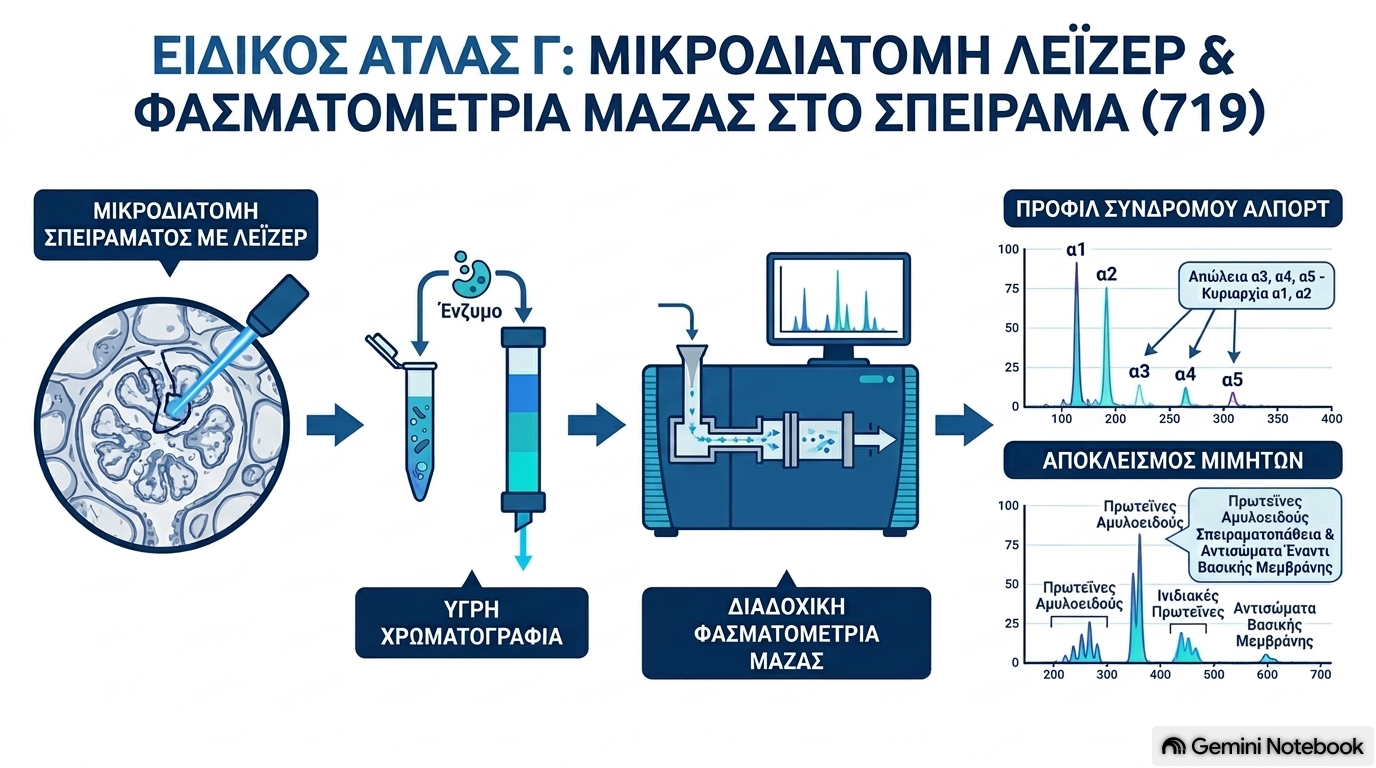 ΕΙΔΙΚΟΣ ΑΤΛΑΣ Γ: ΜΙΚΡΟΔΙΑΤΟΜΗ ΛΕΪΖΕΡ &
ΦΑΣΜΑΤΟΜΕΤΡΙΑ ΜΑΖΑΣ ΣΤΟ ΣΠΕΙΡΑΜΑ (719)
ΜΙΚΡΟΔΙΑΤΟΜΗ
ΣΠΕΙΡΑΜΑΤΟΣ ΜΕ ΛΕΪΖΕΡ
Ένζυμο
ΥΓΡΗ
ΧΡΩΜΑΤΟΓΡΑΦΙΑ
ΔΙΑΔΟΧΙΚΗ
ΦΑΣΜΑΤΟΜΕΤΡΙΑ
ΜΑΖΑΣ
ΠΡΟΦΙΛ ΣΥΝΔΡΟΜΟΥ ΑΛΠΟΡΤ
100
75
50
25
0
α1
α2
Απώλεια α3, α4, α5 -
Κυριαρχία α1, α2
α3
α4
α5
100 200 250 300 350 400
ΑΠΟΚΛΕΙΣΜΟΣ ΜΙΜΗΤΩΝ
100
75
50
25
0
Πρωτεΐνες
Αμυλοειδούς
Πρωτεΐνες
Αμυλοειδούς
Σπειραματοπάθεια &
Αντισώματα Έναντι
Βασικής Μεμβράνης
Πρωτεΐνες
Αμυλοειδούς
Ινιδιακές
Πρωτεΐνες
Αντισώματα
Βασικής
Μεμβράνης
200 300 400 500 600 700
Gemini Notebook